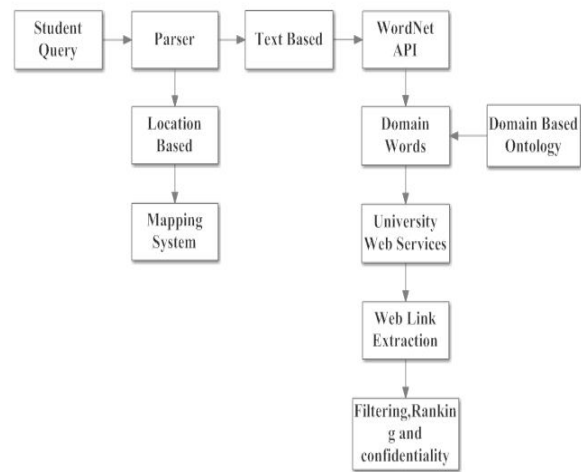 Student
Query
Parser
Text Based
WordNet
API
Location
Based
Domain
Words
Domain Based
Ontology
Mapping
System
University
Web Services
Web Link
Extraction
Filtering,Rankin
g and
confidentiality